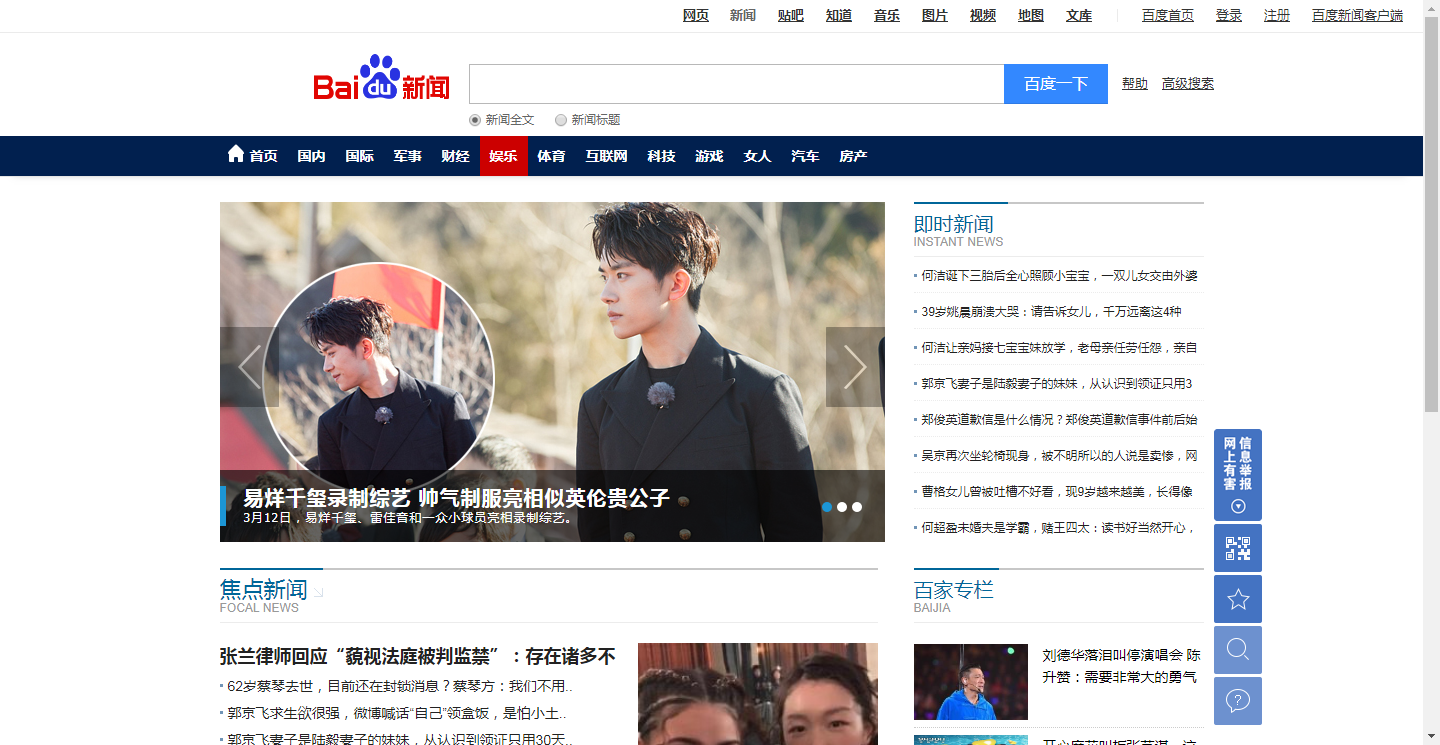 网页 新闻 贴吧 知道 音乐 图片 视频 地图 文库 百度首页 登录 注册 百度新闻客户端
Bai du 新闻
百度一下 帮助 高级搜索
新闻全文 新闻标题
首页 国内 国际 军事 财经 娱乐 体育 互联网 科技 游戏 女人 汽车 房产
易烊千玺录制综艺 帅气制服亮相似英伦贵公子
3月12日，易烊千玺、雷佳音和一众小球员亮相录制综艺。
即时新闻
INSTANT NEWS
何洁诞下三胎后全心照顾小宝宝，一双儿女交由外婆
39岁姚晨崩溃大哭：请告诉女儿，千万远离这4种
何洁让亲妈接七宝宝妹放学，老母亲任劳任怨，亲自
郭京飞妻子是陆毅妻子的妹妹，从认识到领证只用3
郑俊英道歉信是什么情况？郑俊英道歉信事件前后始
吴京再次坐轮椅现身，被不明所以的人说是卖惨，网
曹格女儿曾被吐槽不好看，现9岁越来越美，长得像
何超盈未婚夫是学霸，赌王四太：读书好当然开心，
网上有害
信息举报
焦点新闻
FOCAL NEWS
张兰律师回应“藐视法庭被判监禁”：存在诸多不
62岁蔡琴去世，目前还在封锁消息？蔡琴方：我们不用..
郭京飞求生欲很强，微博喊话“自己”领盒饭，是怕小土..
郭京飞妻子是陆毅妻子的妹妹，从认识到领证只用30天..
百家专栏
BAIJIA
刘德华落泪叫停演唱会 陈
升赞：需要非常大的勇气
开心麻花叫板张艺谋，这